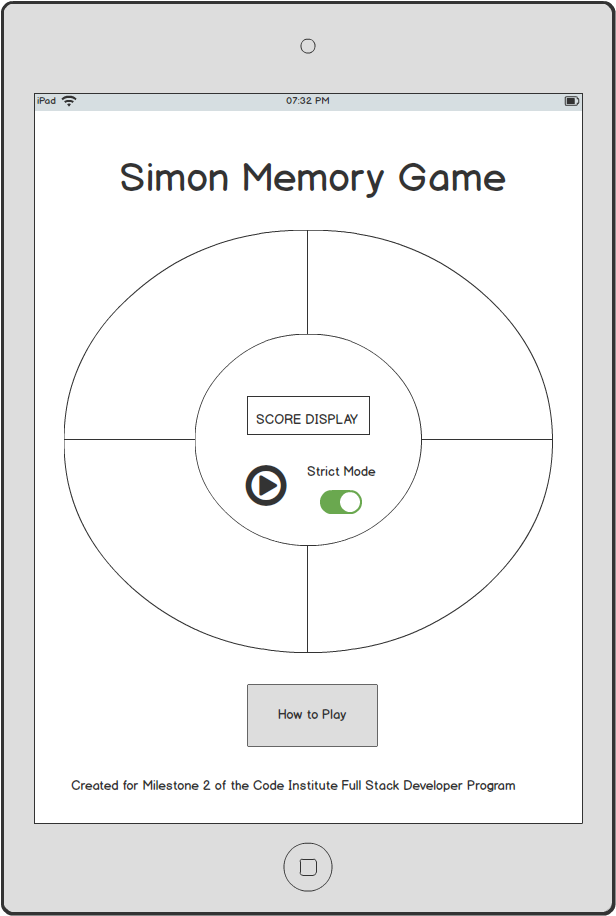 iPad 07:32 PM
Simon Memory Game
SCORE DISPLAY
Strict Mode
How to Play
Created for Milestone 2 of the Code Institute Full Stack Developer Program